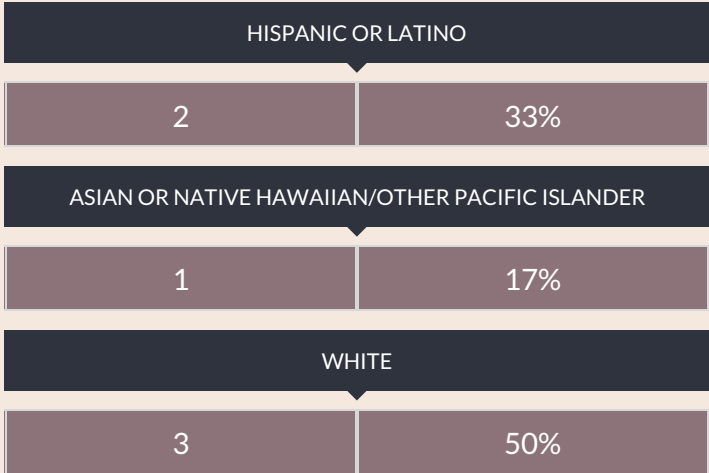 HISPANIC OR LATINO
2 33%
ASIAN OR NATIVE HAWAIIAN/OTHER PACIFIC ISLANDER
1 17%
WHITE
3 50%